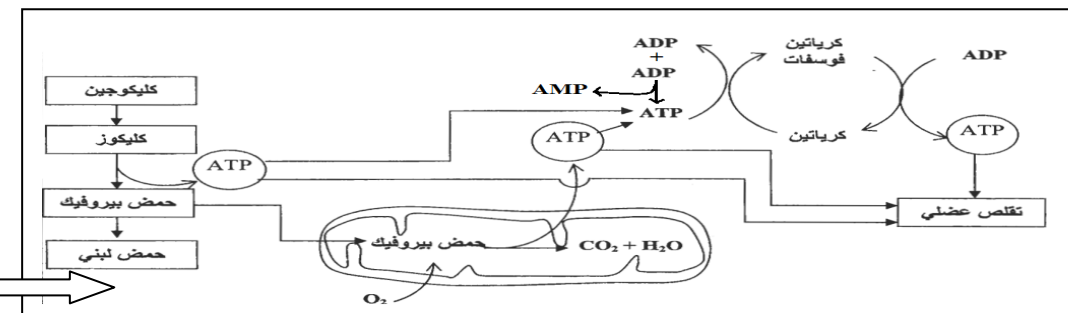 ADP
+
ADP
AMP
ATP
كرياتين
فوسفات
ADP
كليكوجين
كليكوز
ATP
ATP
كرياتين
ATP
حمض بيروفيك
تقلص عضلي
حمض لبني
حمض بيروفيك
CO₂ + H₂O
O₂